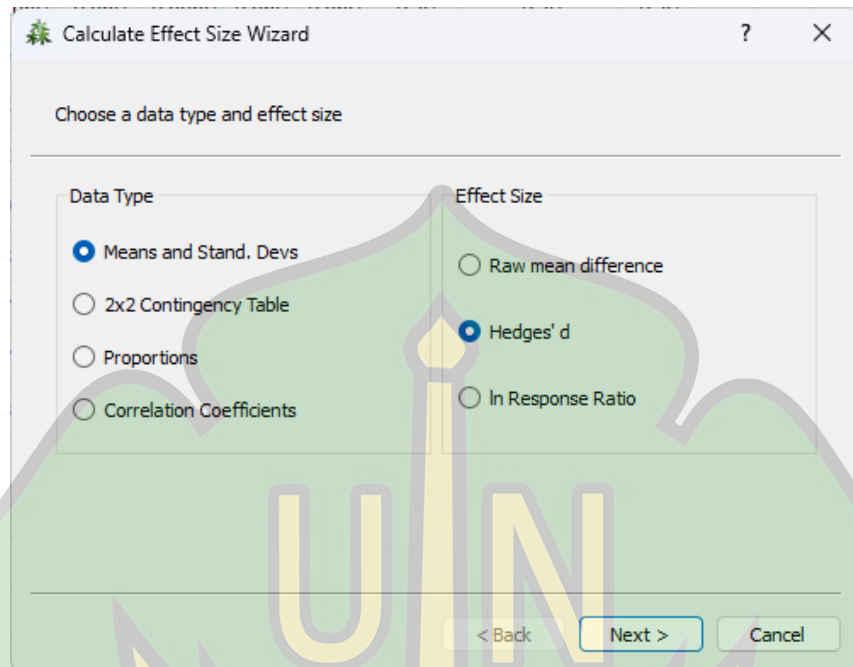 Calculate Effect Size Wizard ?
Choose a data type and effect size
Data Type
Means and Stand. Devs
2x2 Contingency Table
Proportions
Correlation Coefficients
Effect Size
Raw mean difference
Hedges' d
ln Response Ratio
UIN
< Back Next > Cancel